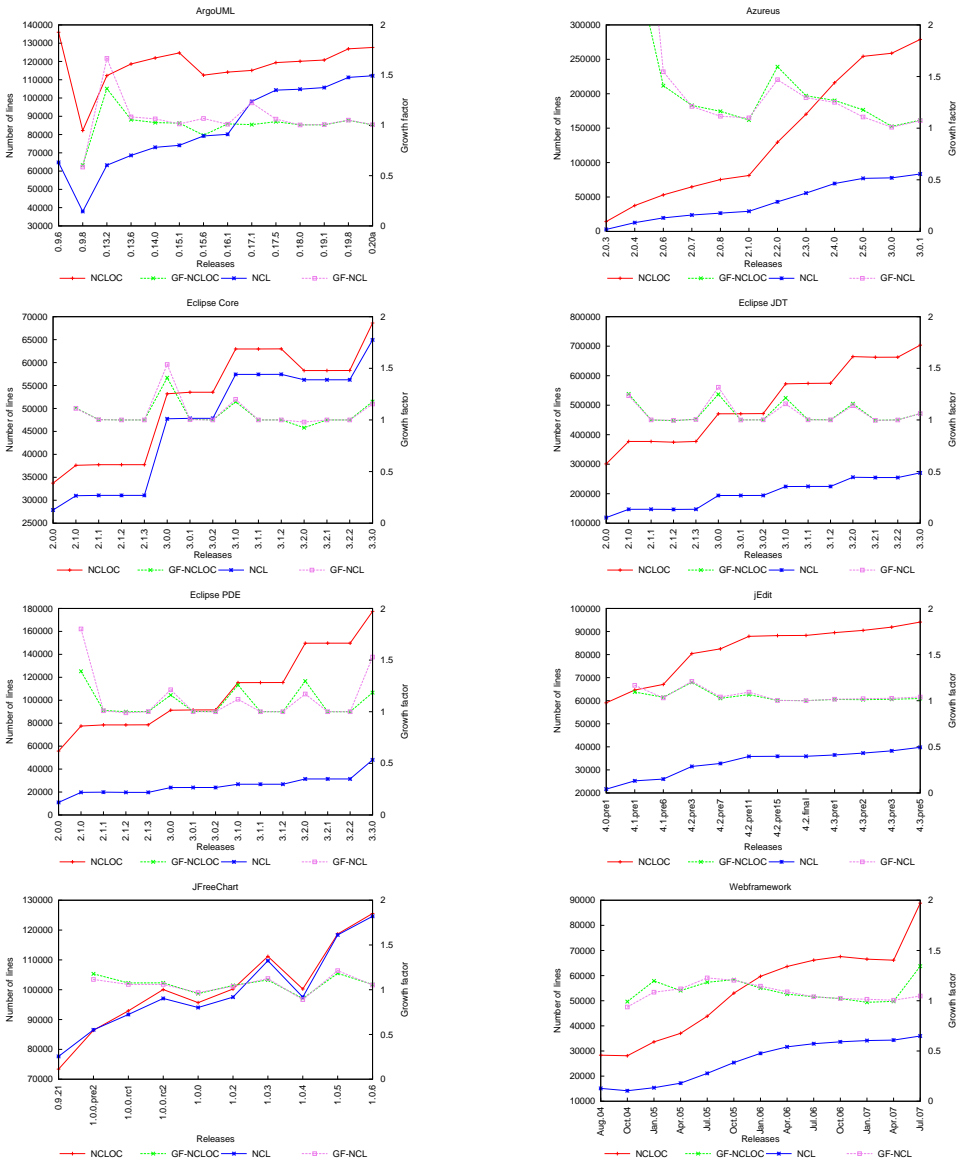 ArgoUML
Number of lines
140000
130000
120000
110000
100000
90000
80000
70000
60000
50000
40000
30000
2
1.5
1
0.5
0
Growth factor
0.9.6
0.9.8
0.13.2
0.13.6
0.14.0
0.15.1
0.15.6
0.16.1
0.17.1
0.17.5
0.18.0
0.19.1
0.19.8
0.20a
Releases
NCLOC GF-NCLOC NCL GF-NCL
Azureus
Number of lines
300000
250000
200000
150000
100000
50000
0
2
1.5
1
0.5
0
Growth factor
2.0.3
2.0.4
2.0.6
2.0.7
2.0.8
2.1.0
2.2.0
2.3.0
2.4.0
2.5.0
3.0.0
3.0.1
Releases
NCLOC GF-NCLOC NCL GF-NCL
Eclipse Core
Number of lines
70000
65000
60000
55000
50000
45000
40000
35000
30000
25000
2
1.5
1
0.5
0
Growth factor
2.0.0
2.1.0
2.1.1
2.1.2
2.1.3
3.0.0
3.0.1
3.0.2
3.1.0
3.1.1
3.1.2
3.2.0
3.2.1
3.2.2
3.3.0
Releases
NCLOC GF-NCLOC NCL GF-NCL
Eclipse JDT
Number of lines
800000
700000
600000
500000
400000
300000
200000
100000
2
1.5
1
0.5
0
Growth factor
2.0.0
2.1.0
2.1.1
2.1.2
2.1.3
3.0.0
3.0.1
3.0.2
3.1.0
3.1.1
3.1.2
3.2.0
3.2.1
3.2.2
3.3.0
Releases
NCLOC GF-NCLOC NCL GF-NCL
Eclipse PDE
Number of lines
180000
160000
140000
120000
100000
80000
60000
40000
20000
0
2
1.5
1
0.5
0
Growth factor
2.0.0
2.1.0
2.1.1
2.1.2
2.1.3
3.0.0
3.0.1
3.0.2
3.1.0
3.1.1
3.1.2
3.2.0
3.2.1
3.2.2
3.3.0
Releases
NCLOC GF-NCLOC NCL GF-NCL
jEdit
Number of lines
100000
90000
80000
70000
60000
50000
40000
30000
20000
2
1.5
1
0.5
0
Growth factor
4.0.pre1
4.1.pre1
4.1.pre6
4.2.pre3
4.2.pre7
4.2.pre11
4.2.pre15
4.2.final
4.3.pre1
4.3.pre2
4.3.pre3
4.3.pre5
Releases
NCLOC GF-NCLOC NCL GF-NCL
JFreeChart
Number of lines
130000
120000
110000
100000
90000
80000
70000
2
1.5
1
0.5
0
Growth factor
0.9.21
1.0.0.pre2
1.0.0.rc1
1.0.0.rc2
1.0.0
1.0.2
1.0.3
1.0.4
1.0.5
1.0.6
Releases
NCLOC GF-NCLOC NCL GF-NCL
Webframework
Number of lines
90000
80000
70000
60000
50000
40000
30000
20000
10000
2
1.5
1
0.5
0
Growth factor
Aug.04
Oct.04
Jan.05
Apr.05
Jul.05
Oct.05
Jan.06
Apr.06
Jul.06
Oct.06
Jan.07
Apr.07
Jul.07
Releases
NCLOC GF-NCLOC NCL GF-NCL